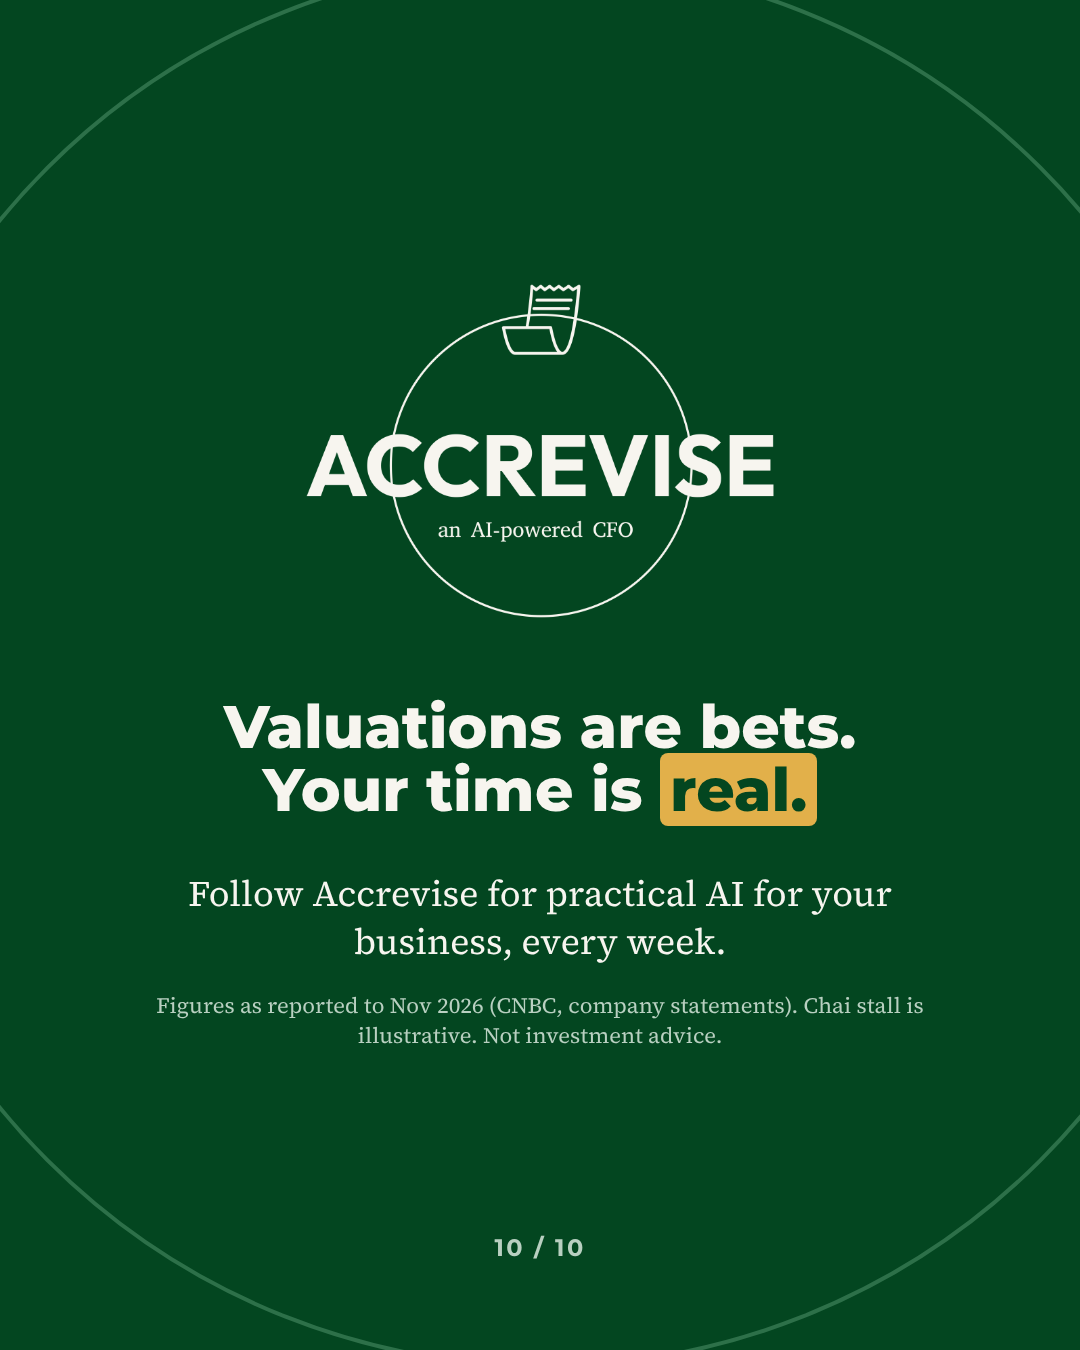 ACCREVISE
an AI-powered CFO
Valuations are bets.
Your time is real.
Follow Accrevise for practical AI for your
business, every week.
Figures as reported to Nov 2026 (CNBC, company statements). Chai stall is
illustrative. Not investment advice.
10 / 10